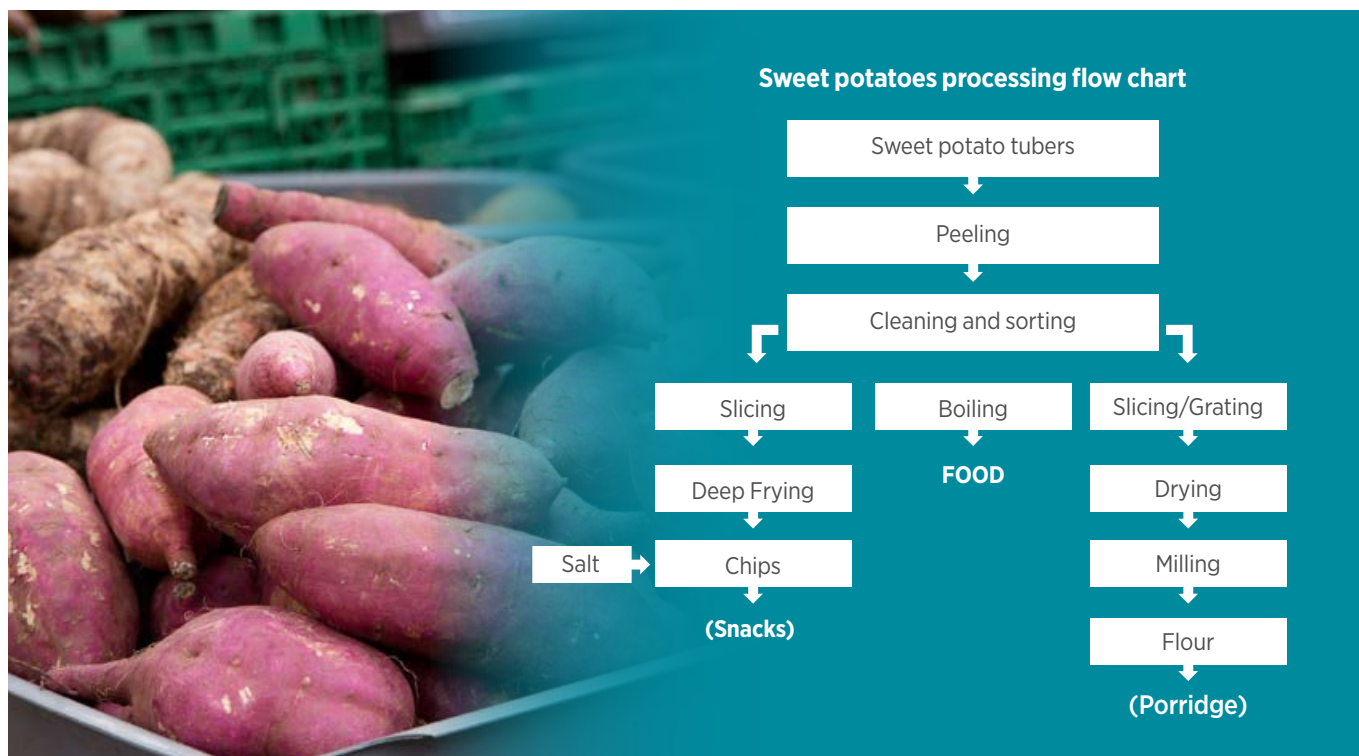 Sweet potatoes processing flow chart
Sweet potato tubers
Peeling
Cleaning and sorting
Slicing
Deep Frying
Salt
Chips
(Snacks)
Boiling
FOOD
Slicing/Grating
Drying
Milling
Flour
(Porridge)